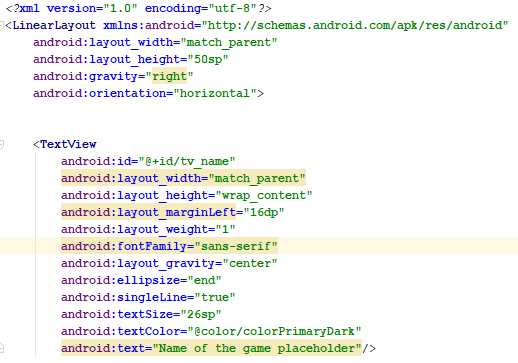 <?xml version="1.0" encoding="utf-8"?>
<LinearLayout xmlns:android="http://schemas.android.com/apk/res/android"
    android:layout_width="match_parent"
    android:layout_height="50sp"
    android:gravity="right"
    android:orientation="horizontal">
    <TextView
        android:id="@+id/tv_name"
        android:layout_width="match_parent"
        android:layout_height="wrap_content"
        android:layout_marginLeft="16dp"
        android:layout_weight="1"
        android:fontFamily="sans-serif"
        android:layout_gravity="center"
        android:ellipsize="end"
        android:singleLine="true"
        android:textSize="26sp"
        android:textColor="@color/colorPrimaryDark"
        android:text="Name of the game placeholder"/>